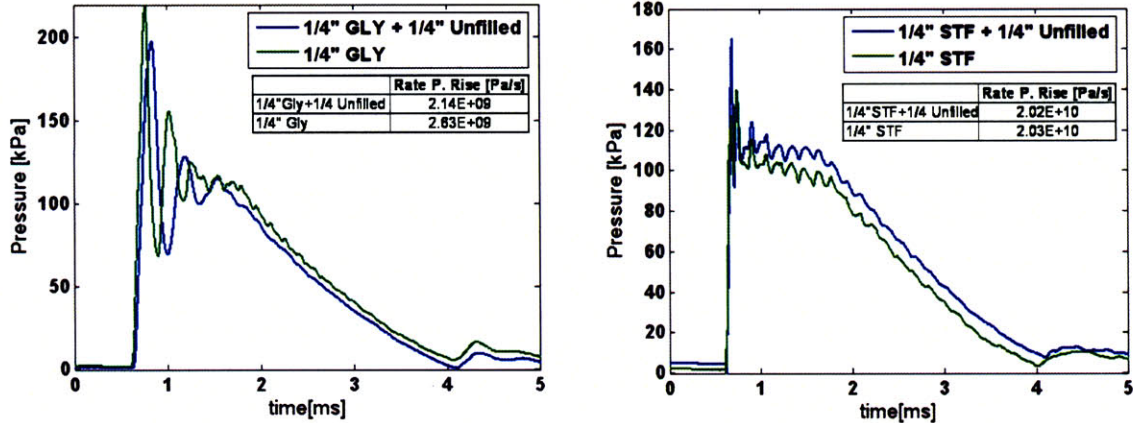 1/4" GLY + 1/4" Unfilled
1/4" GLY
Rate P. Rise [Pa/s]
1/4"Gly+1/4 Unfilled 2.14E+09
1/4" Gly 2.63E+09
Pressure [kPa]
200
150
100
50
0
0 1 2 3 4 5
time[ms]
1/4" STF + 1/4" Unfilled
1/4" STF
Rate P. Rise [Pa/s]
1/4"STF+1/4 Unfilled 2.02E+10
1/4" STF 2.03E+10
Pressure [kPa]
180
160
140
120
100
80
60
40
20
0
0 1 2 3 4 5
time[ms]